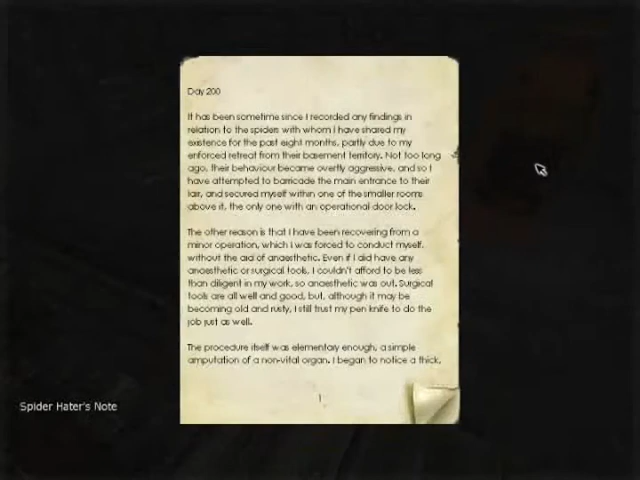 Day 200
It has been sometime since I recorded any findings in
relation to the spiders with whom I have shared my
existence for the past eight months, partly due to my
enforced retreat from their basement territory. Not too long
ago, their behaviour became overtly aggressive, and so I
have attempted to barricade the main entrance to their
lair, and secured myself within one of the smaller rooms
above it, the only one with an operational door lock.
The other reason is that I have been recovering from a
minor operation, which I was forced to conduct myself,
without the aid of anaesthetic. Even if I did have any
anaesthetic or surgical tools, I couldn't afford to be less
than diligent in my work, so anaesthetic was out. Surgical
tools are all well and good, but, although it may be
becoming old and rusty, I still trust my pen knife to do the
job just as well.
The procedure itself was elementary enough, a simple
amputation of a non-vital organ. I began to notice a thick,
1
Spider Hater's Note